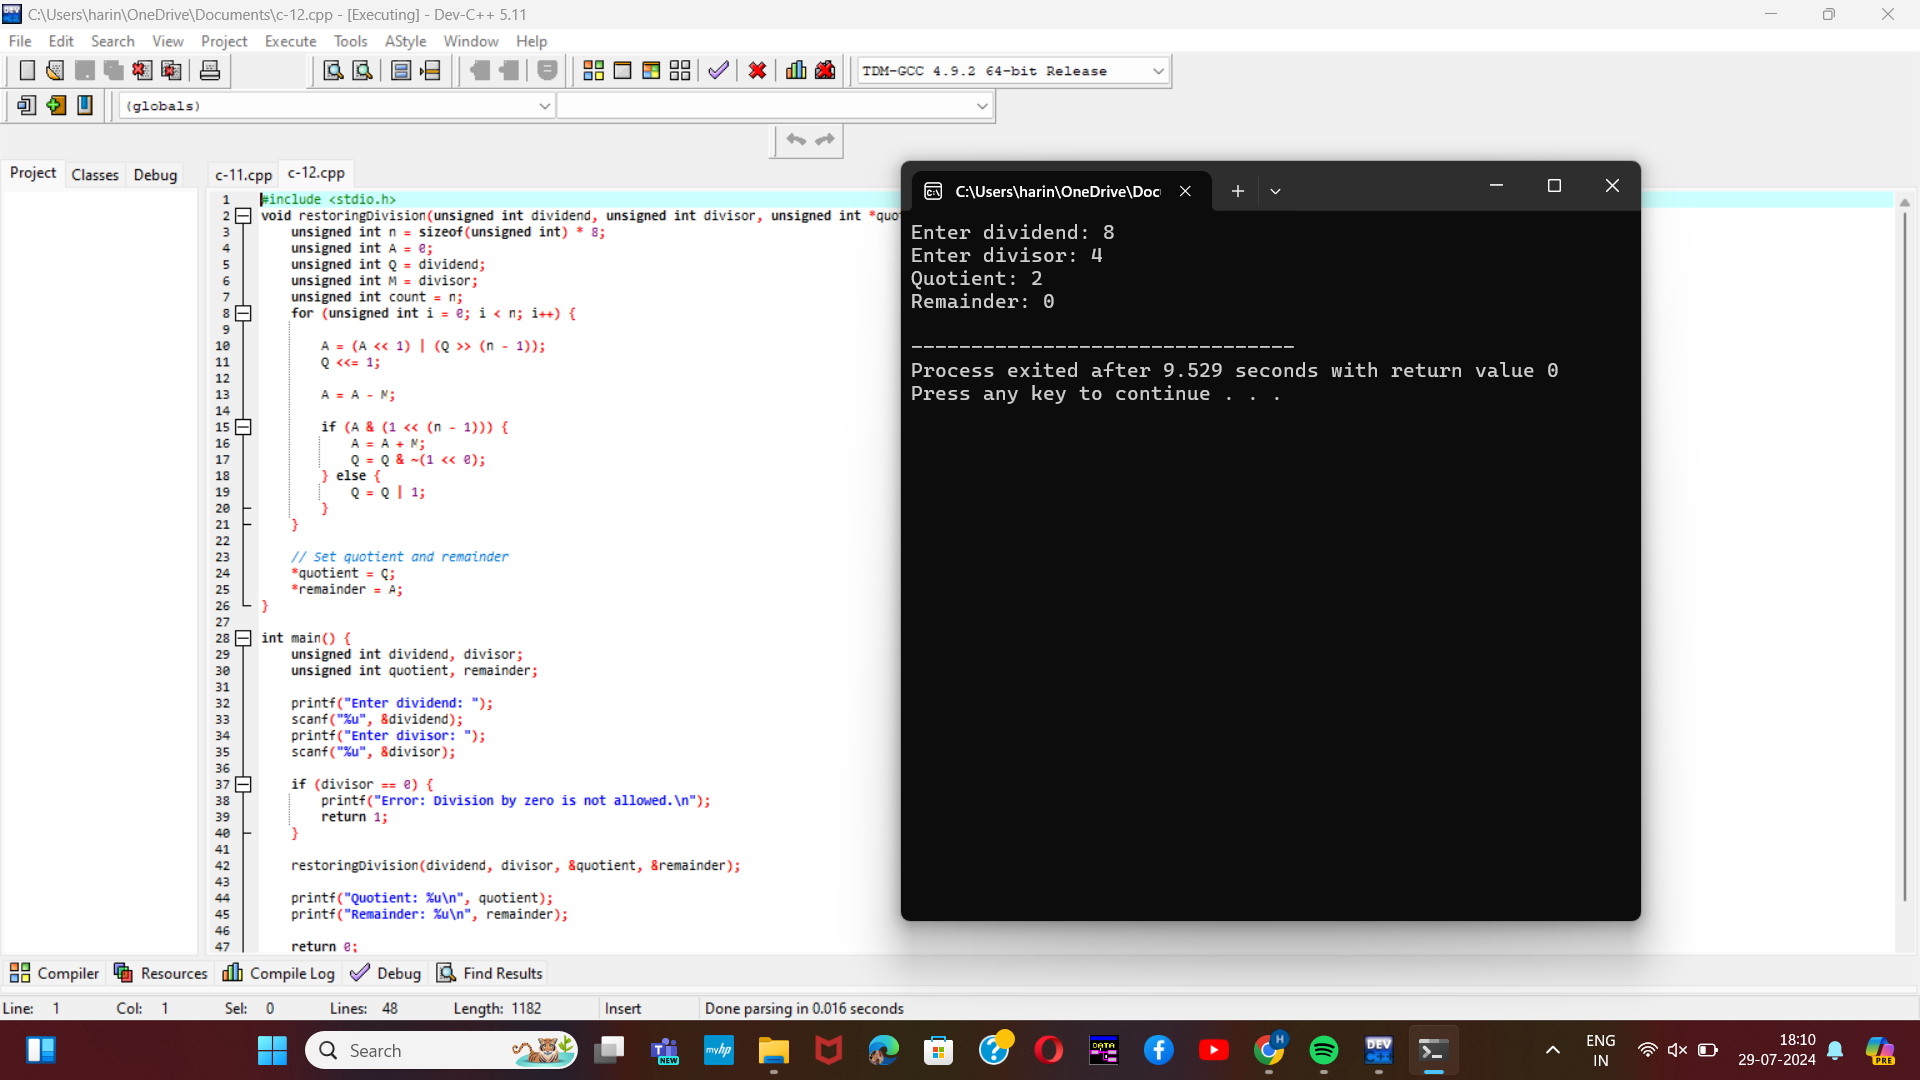 C:\Users\harin\OneDrive\Documents\c-12.cpp - [Executing] - Dev-C++ 5.11
File Edit Search View Project Execute Tools AStyle Window Help
TDM-GCC 4.9.2 64-bit Release
(globals)
Project Classes Debug
c-11.cpp c-12.cpp
1 #include <stdio.h>
2 void restoringDivision(unsigned int dividend, unsigned int divisor, unsigned int *quo
3 unsigned int n = sizeof(unsigned int) * 8;
4 unsigned int A = 0;
5 unsigned int Q = dividend;
6 unsigned int M = divisor;
7 unsigned int count = n;
8 for (unsigned int i = 0; i < n; i++) {
9
10 A = (A << 1) | (Q >> (n - 1));
11 Q <<= 1;
12
13 A = A - M;
14
15 if (A & (1 << (n - 1))) {
16 A = A + M;
17 Q = Q & ~(1 << 0);
18 } else {
19 Q = Q | 1;
20 }
21 }
22
23 // Set quotient and remainder
24 *quotient = Q;
25 *remainder = A;
26 }
27
28 int main() {
29 unsigned int dividend, divisor;
30 unsigned int quotient, remainder;
31
32 printf("Enter dividend: ");
33 scanf("%u", &dividend);
34 printf("Enter divisor: ");
35 scanf("%u", &divisor);
36
37 if (divisor == 0) {
38 printf("Error: Division by zero is not allowed.\n");
39 return 1;
40 }
41
42 restoringDivision(dividend, divisor, &quotient, &remainder);
43
44 printf("Quotient: %u\n", quotient);
45 printf("Remainder: %u\n", remainder);
46
47 return 0;
C:\Users\harin\OneDrive\Doc
Enter dividend: 8
Enter divisor: 4
Quotient: 2
Remainder: 0
--------------------------------
Process exited after 9.529 seconds with return value 0
Press any key to continue . . .
Compiler Resources Compile Log Debug Find Results
Line: 1 Col: 1 Sel: 0 Lines: 48 Length: 1182 Insert Done parsing in 0.016 seconds
Search
NEW
myhp
DATA
H
DEV
C++
ENG
IN
18:10
29-07-2024
PRE